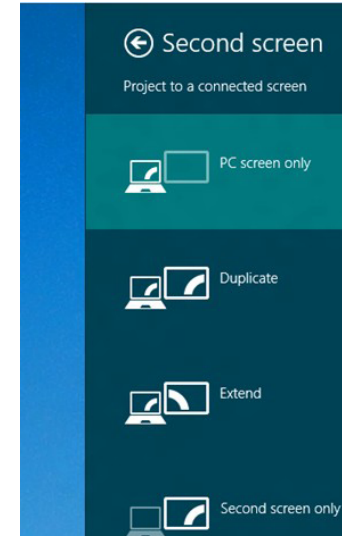 Second screen
Project to a connected screen
PC screen only
Duplicate
Extend
Second screen only